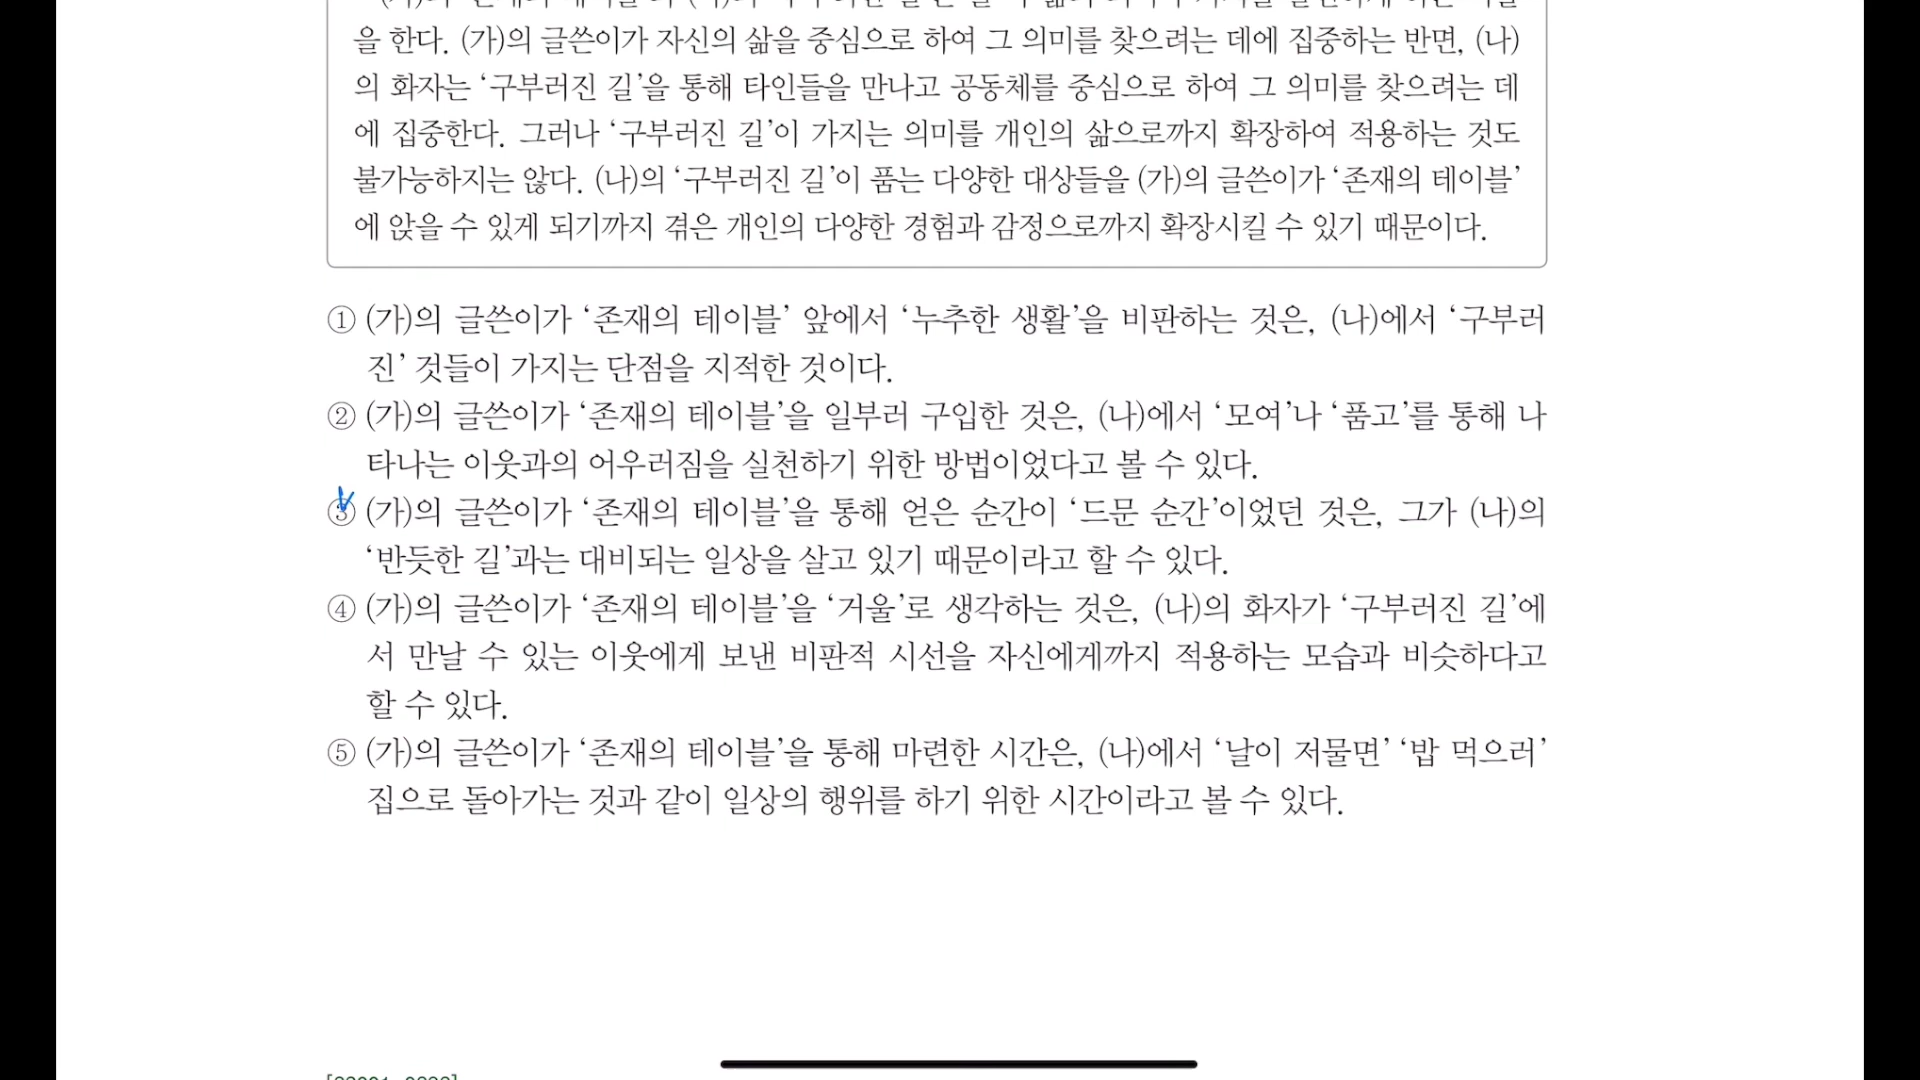 을 한다. (가)의 글쓴이가 자신의 삶을 중심으로 하여 그 의미를 찾으려는 데에 집중하는 반면, (나)
의 화자는 ‘구부러진 길’을 통해 타인들을 만나고 공동체를 중심으로 하여 그 의미를 찾으려는 데
에 집중한다. 그러나 ‘구부러진 길’이 가지는 의미를 개인의 삶으로까지 확장하여 적용하는 것도
불가능하지는 않다. (나)의 ‘구부러진 길’이 품는 다양한 대상들을 (가)의 글쓴이가 ‘존재의 테이블’
에 앉을 수 있게 되기까지 겪은 개인의 다양한 경험과 감정으로까지 확장시킬 수 있기 때문이다.
① (가)의 글쓴이가 ‘존재의 테이블’ 앞에서 ‘누추한 생활’을 비판하는 것은, (나)에서 ‘구부러
진’ 것들이 가지는 단점을 지적한 것이다.
② (가)의 글쓴이가 ‘존재의 테이블’을 일부러 구입한 것은, (나)에서 ‘모여’나 ‘품고’를 통해 나
타나는 이웃과의 어우러짐을 실천하기 위한 방법이었다고 볼 수 있다.
③ (가)의 글쓴이가 ‘존재의 테이블’을 통해 얻은 순간이 ‘드문 순간’이었던 것은, 그가 (나)의
‘반듯한 길’과는 대비되는 일상을 살고 있기 때문이라고 할 수 있다.
④ (가)의 글쓴이가 ‘존재의 테이블’을 ‘거울’로 생각하는 것은, (나)의 화자가 ‘구부러진 길’에
서 만날 수 있는 이웃에게 보낸 비판적 시선을 자신에게까지 적용하는 모습과 비슷하다고
할 수 있다.
⑤ (가)의 글쓴이가 ‘존재의 테이블’을 통해 마련한 시간은, (나)에서 ‘날이 저물면’ ‘밥 먹으러’
집으로 돌아가는 것과 같이 일상의 행위를 하기 위한 시간이라고 볼 수 있다.